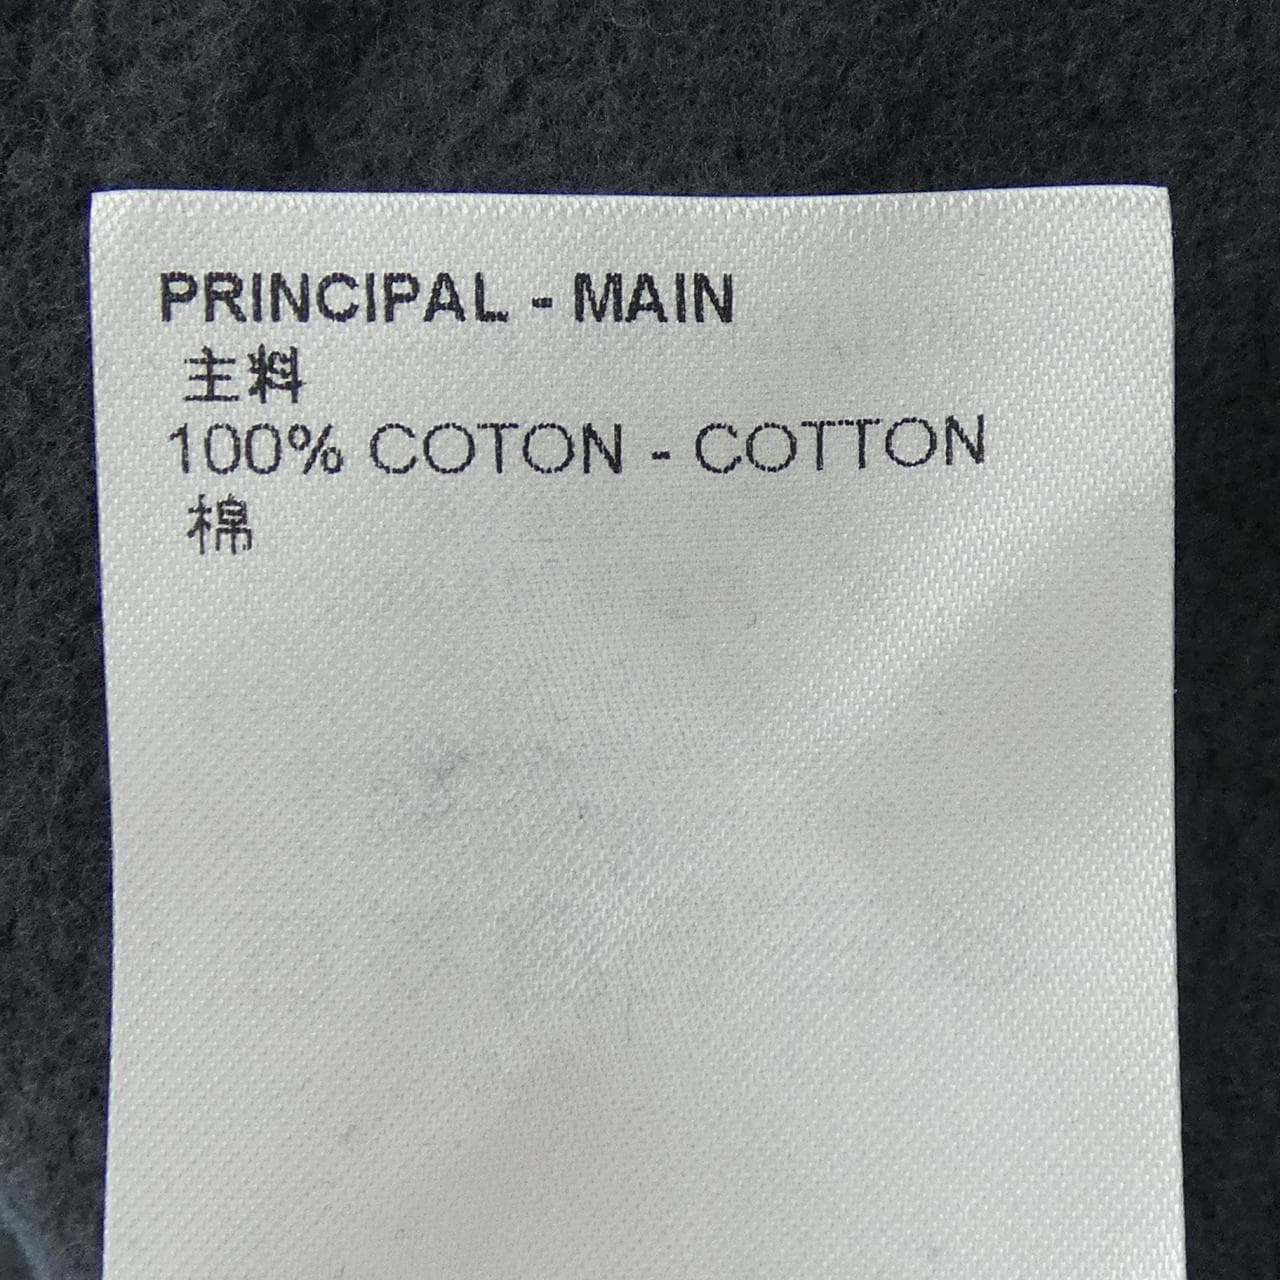 PRINCIPAL - MAIN
主料
100% COTON - COTTON
棉